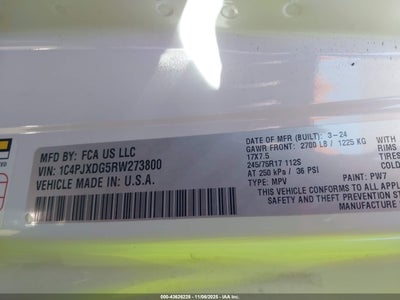 MFD BY: FCA US LLC
VIN: 1C4PJXDG5RW273800
VEHICLE MADE IN: U.S.A.
DATE OF MFR (BUILT): 3-24
GAWR FRONT: 2700 LB / 1225 KG
17X7.5
245/75R17 112S
AT 250 kPa / 36 PSI
TYPE: MPV
PAINT: PW7
WITH
RIMS
TIRES
COLD
THIS VEHICLE CONFORMS TO ALL APPL
SAFETY AND THEFT PREVENTION STA
MANUFACTURE
000-43626225 - 11/06/2025 - IAA Inc.